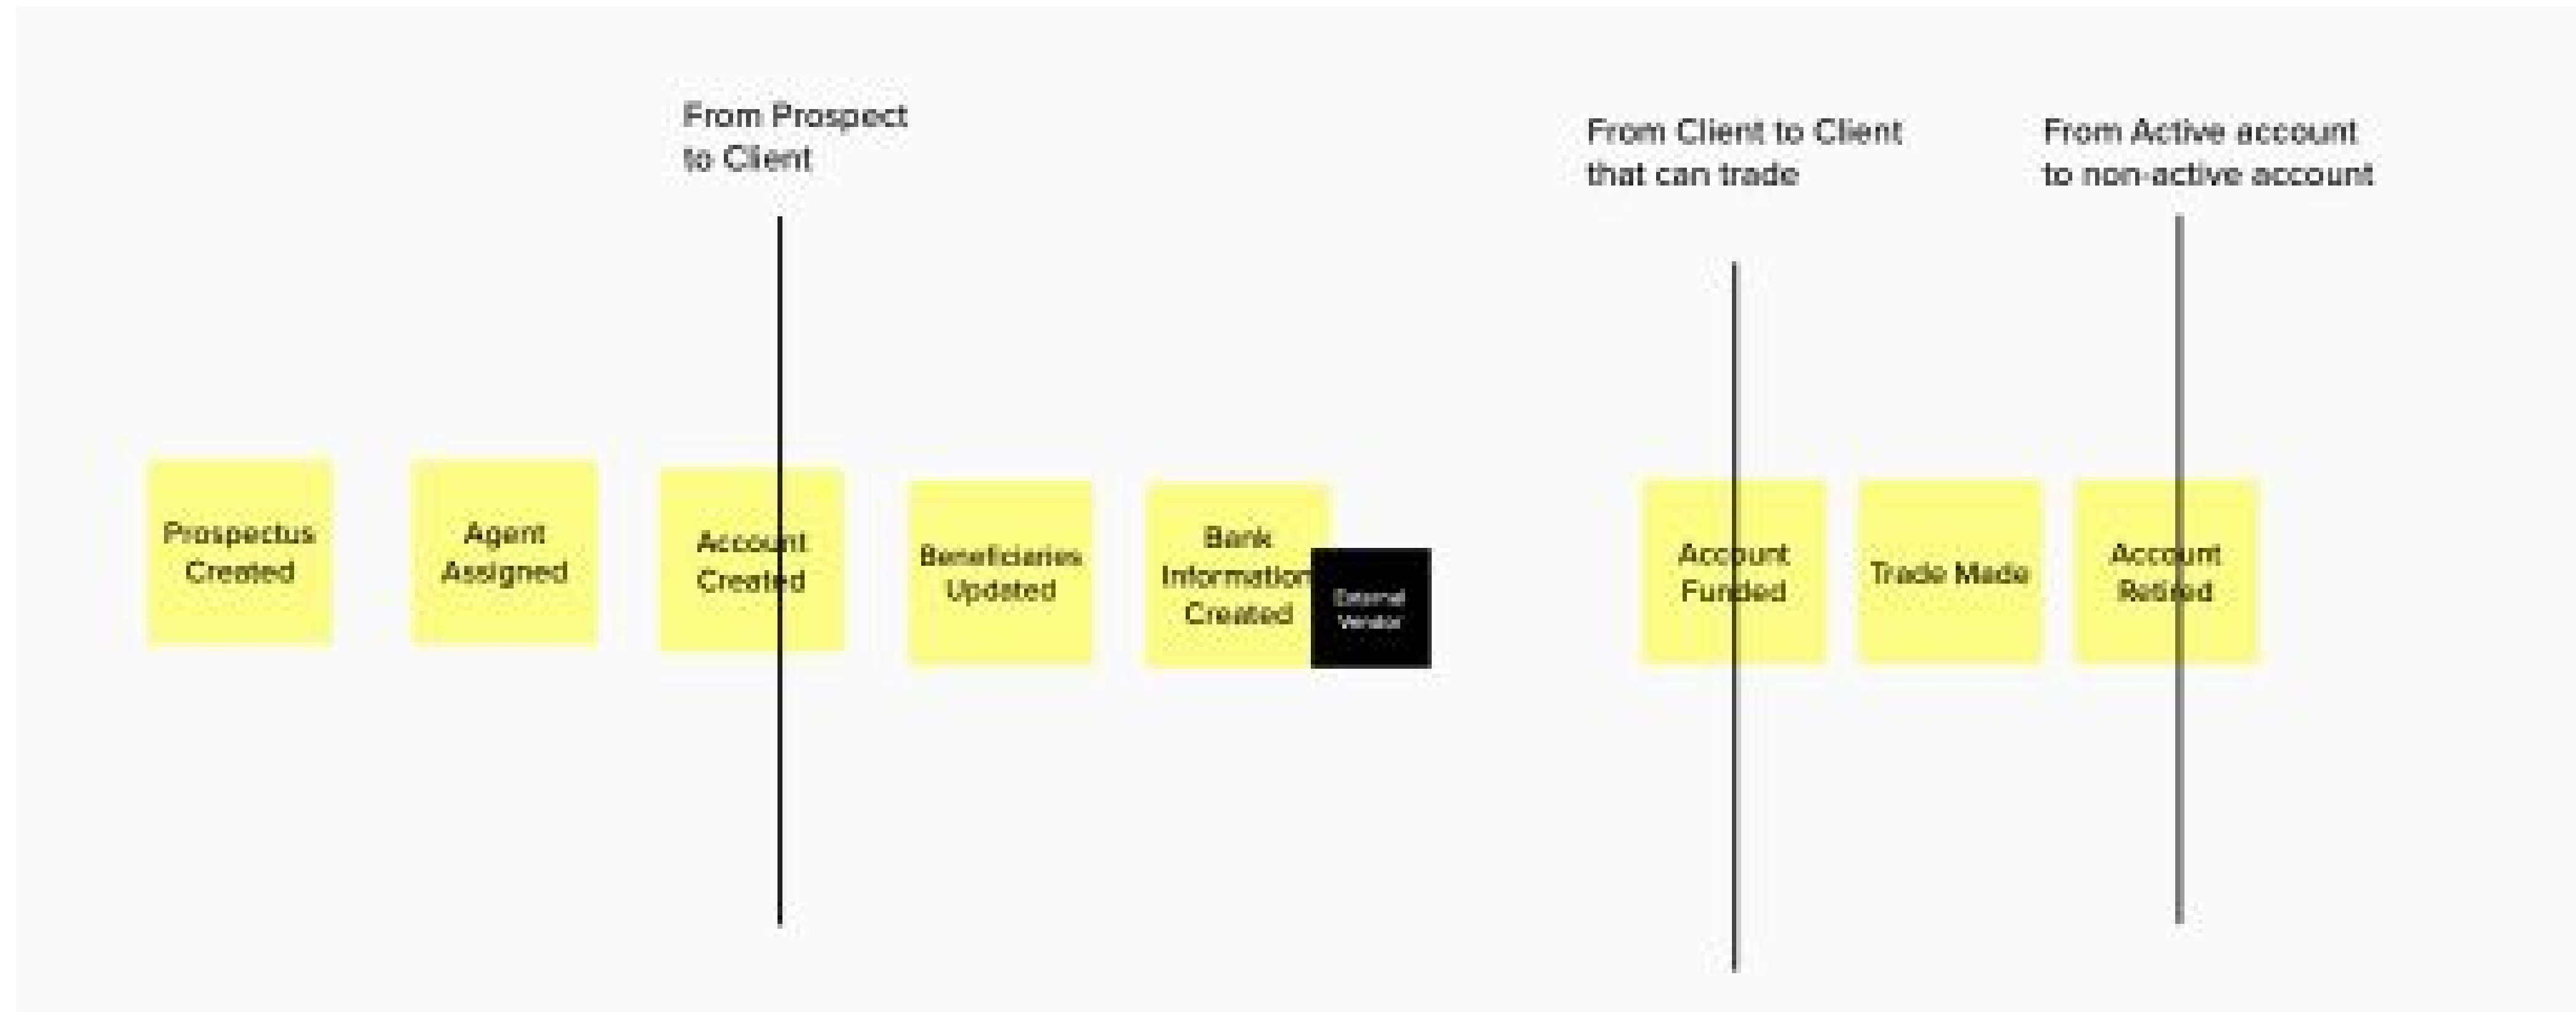 From Prospect
to Client
From Client to Client
that can trade
From Active account
to non-active account
Prospectus
Created
Agent
Assigned
Account
Created
Beneficiaries
Updated
Bank
Information
Created
External
Vendor
Account
Funded
Trade Made
Account
Retired